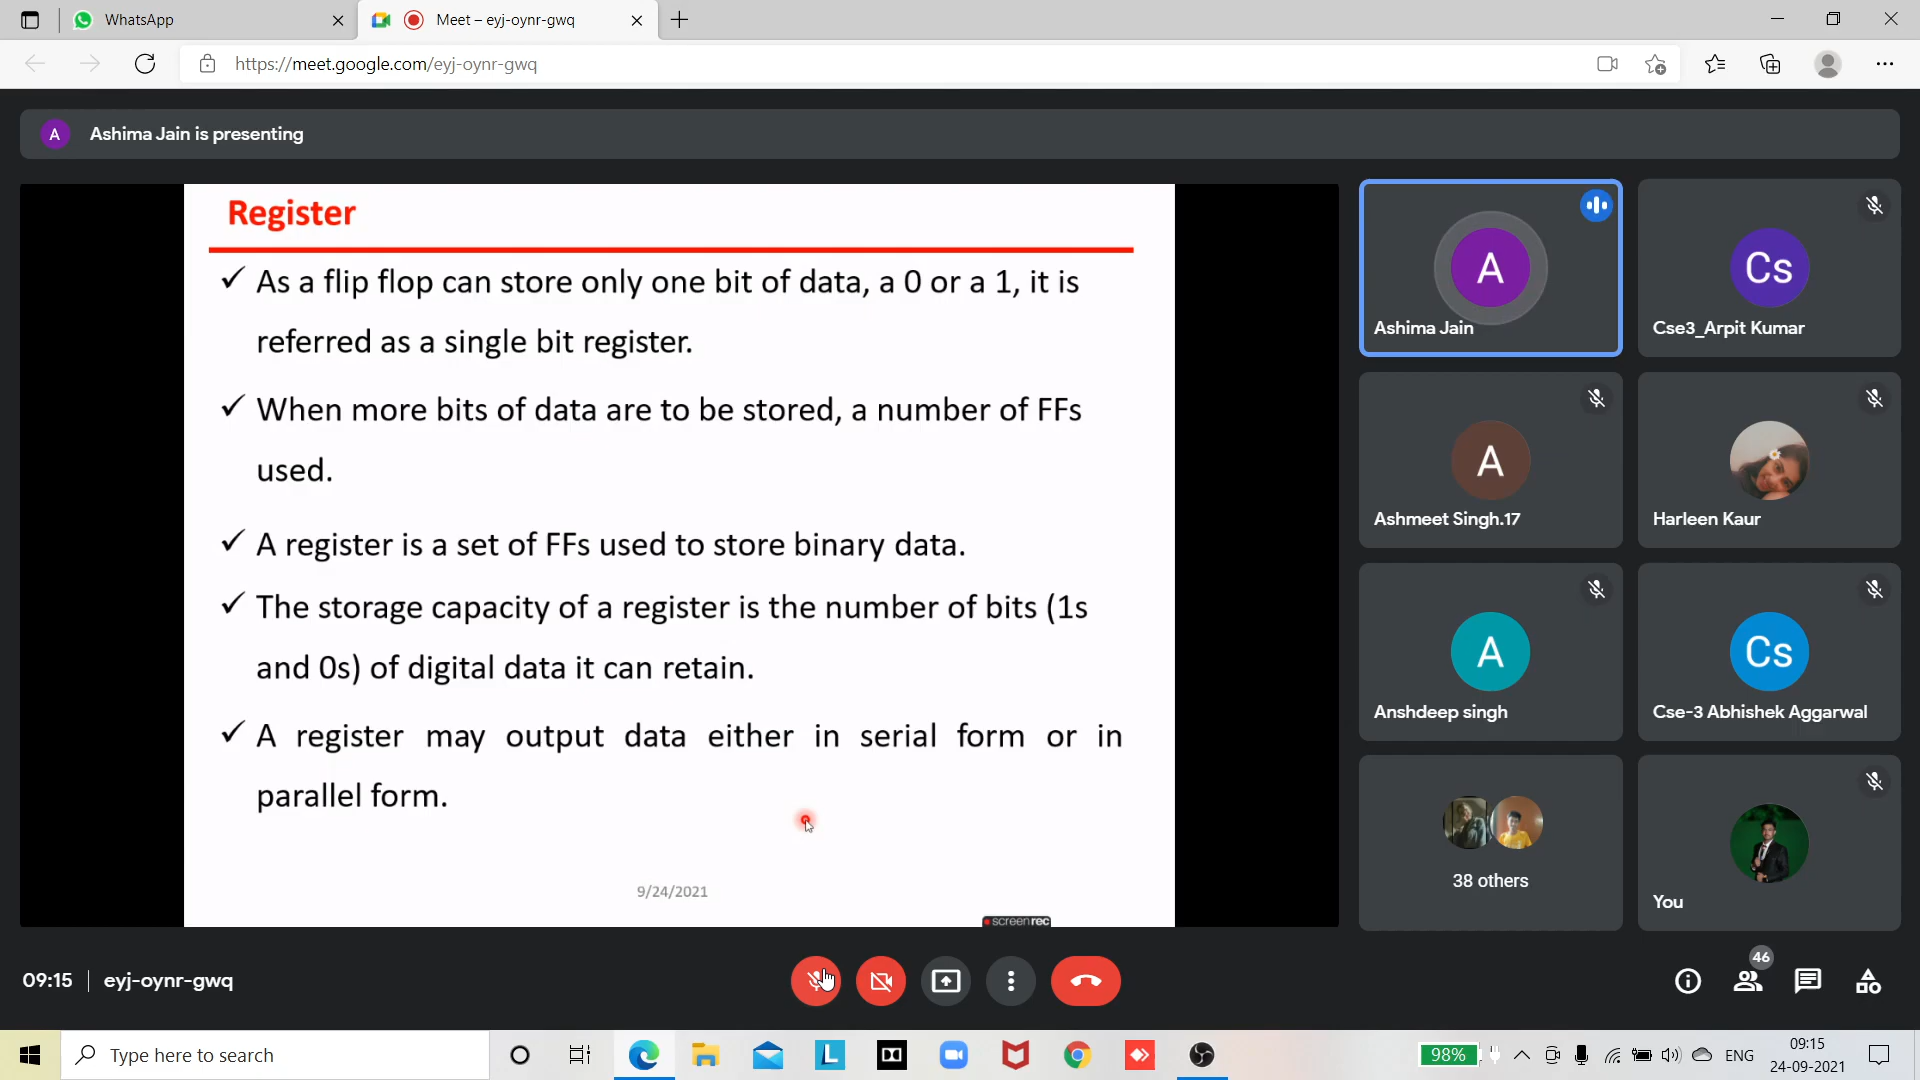 WhatsApp
Meet – eyj-oynr-gwq
https://meet.google.com/eyj-oynr-gwq
A
Ashima Jain is presenting
Register
✓ As a flip flop can store only one bit of data, a 0 or a 1, it is
referred as a single bit register.
✓ When more bits of data are to be stored, a number of FFs
used.
✓ A register is a set of FFs used to store binary data.
✓ The storage capacity of a register is the number of bits (1s
and 0s) of digital data it can retain.
✓ A register may output data either in serial form or in
parallel form.
9/24/2021
screenrec
A
Ashima Jain
Cs
Cse3_Arpit Kumar
A
Ashmeet Singh.17
Harleen Kaur
A
Anshdeep singh
Cs
Cse-3 Abhishek Aggarwal
38 others
You
09:15 | eyj-oynr-gwq
46
Type here to search
L
98%
ENG
09:15
24-09-2021